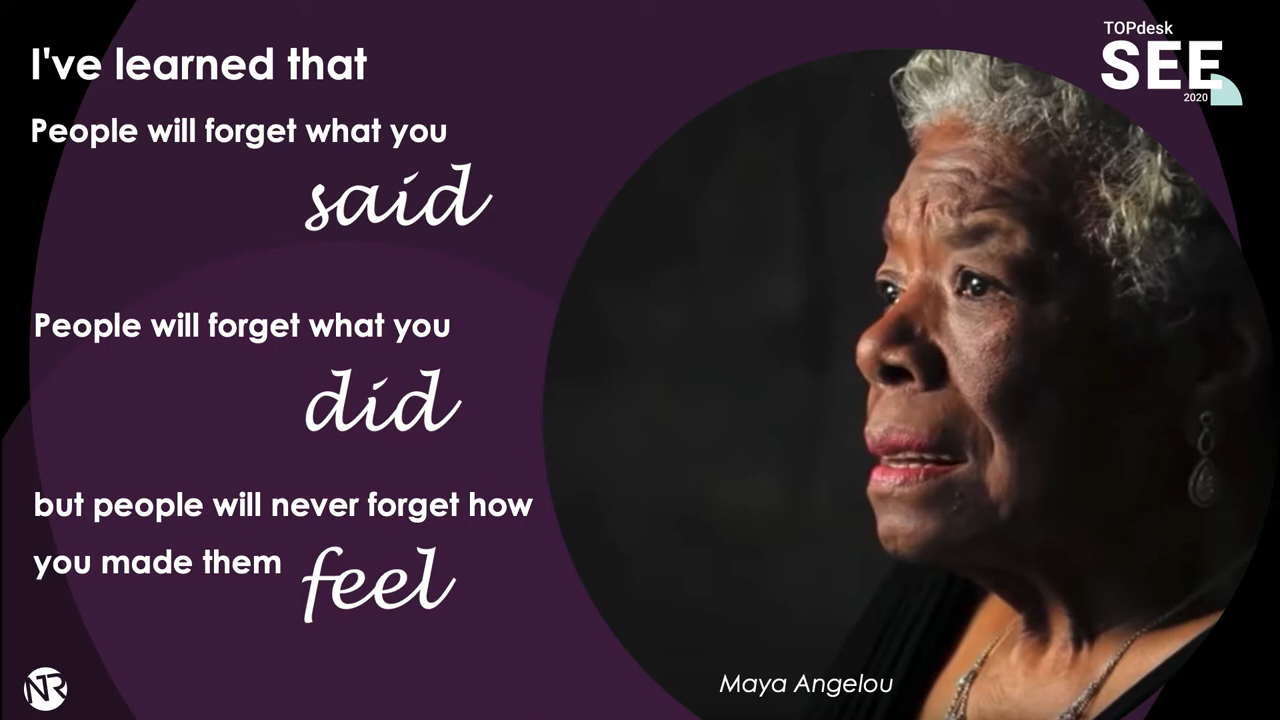 I've learned that
People will forget what you
said
People will forget what you
did
but people will never forget how
you made them feel
Maya Angelou
TOPdesk
SEE
2020
NR